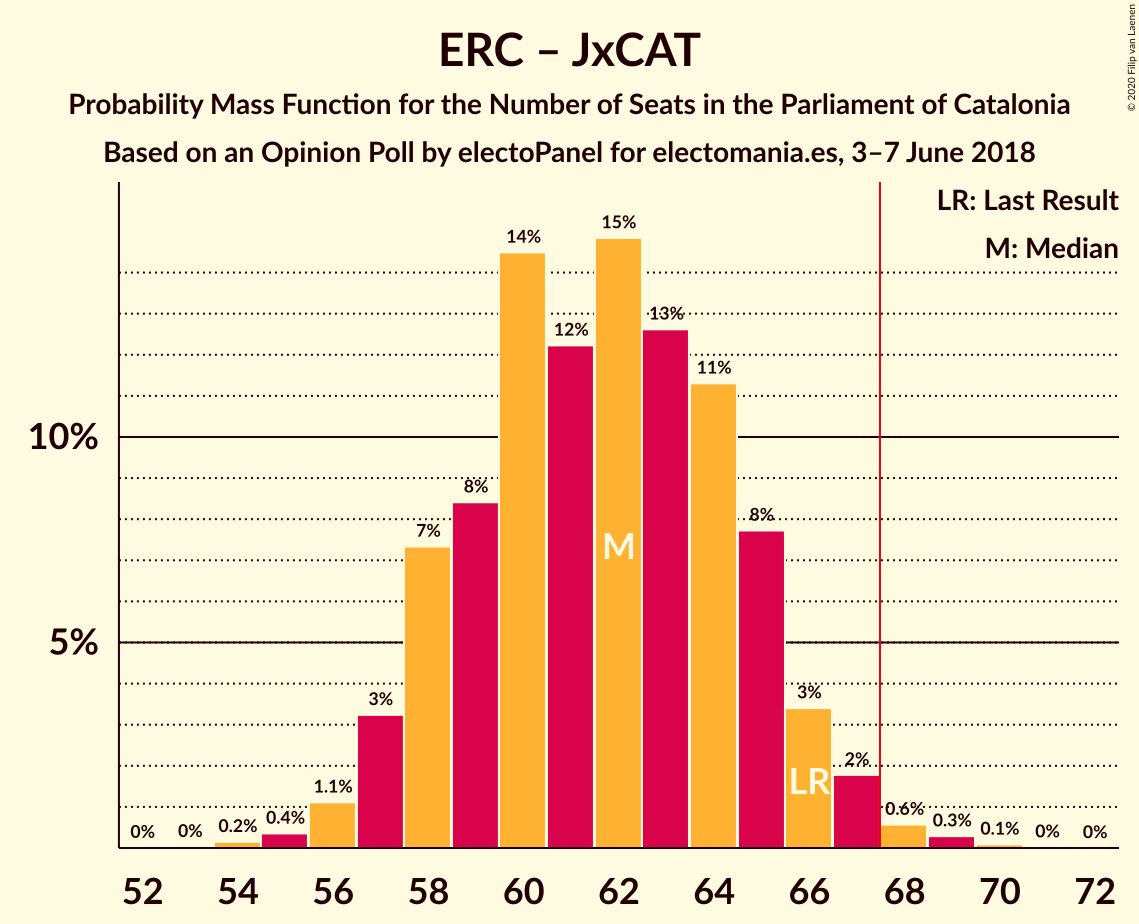 ERC – JxCAT
Probability Mass Function for the Number of Seats in the Parliament of Catalonia
Based on an Opinion Poll by electoPanel for electomania.es, 3–7 June 2018
© 2020 Filip van Laenen
LR: Last Result
M: Median
10%
5%
0%
0%
0.2%
0.4%
1.1%
3%
7%
8%
14%
12%
15%
13%
11%
8%
3%
2%
0.6%
0.3%
0.1%
0%
0%
M
LR
52 54 56 58 60 62 64 66 68 70 72